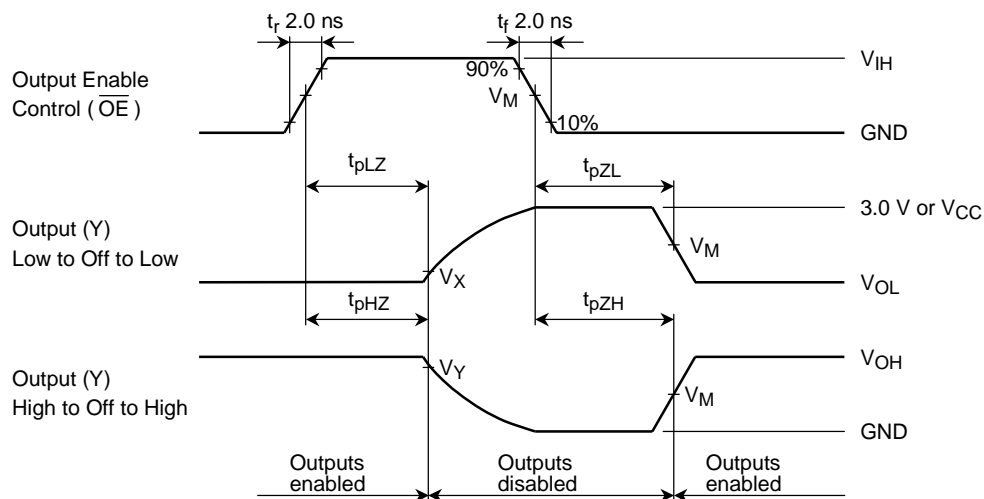 tr 2.0 ns
tf 2.0 ns
Output Enable
Control ( OE )
90%
VM
10%
VIH
GND
tpLZ
tpZL
Output (Y)
Low to Off to Low
VX
VM
3.0 V or VCC
VOL
tpHZ
tpZH
Output (Y)
High to Off to High
VY
VM
VOH
GND
Outputs
enabled
Outputs
disabled
Outputs
enabled